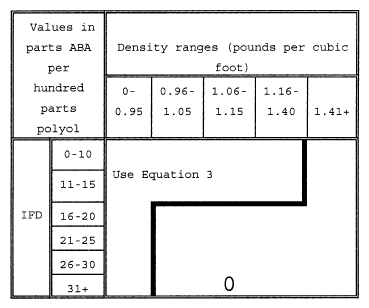 Values in
parts ABA
per
hundred
parts
polyol
Density ranges (pounds per cubic
foot)
0-
0.95
0.96-
1.05
1.06-
1.15
1.16-
1.40
1.41+
IFD
0-10
11-15
16-20
21-25
26-30
31+
Use Equation 3
0